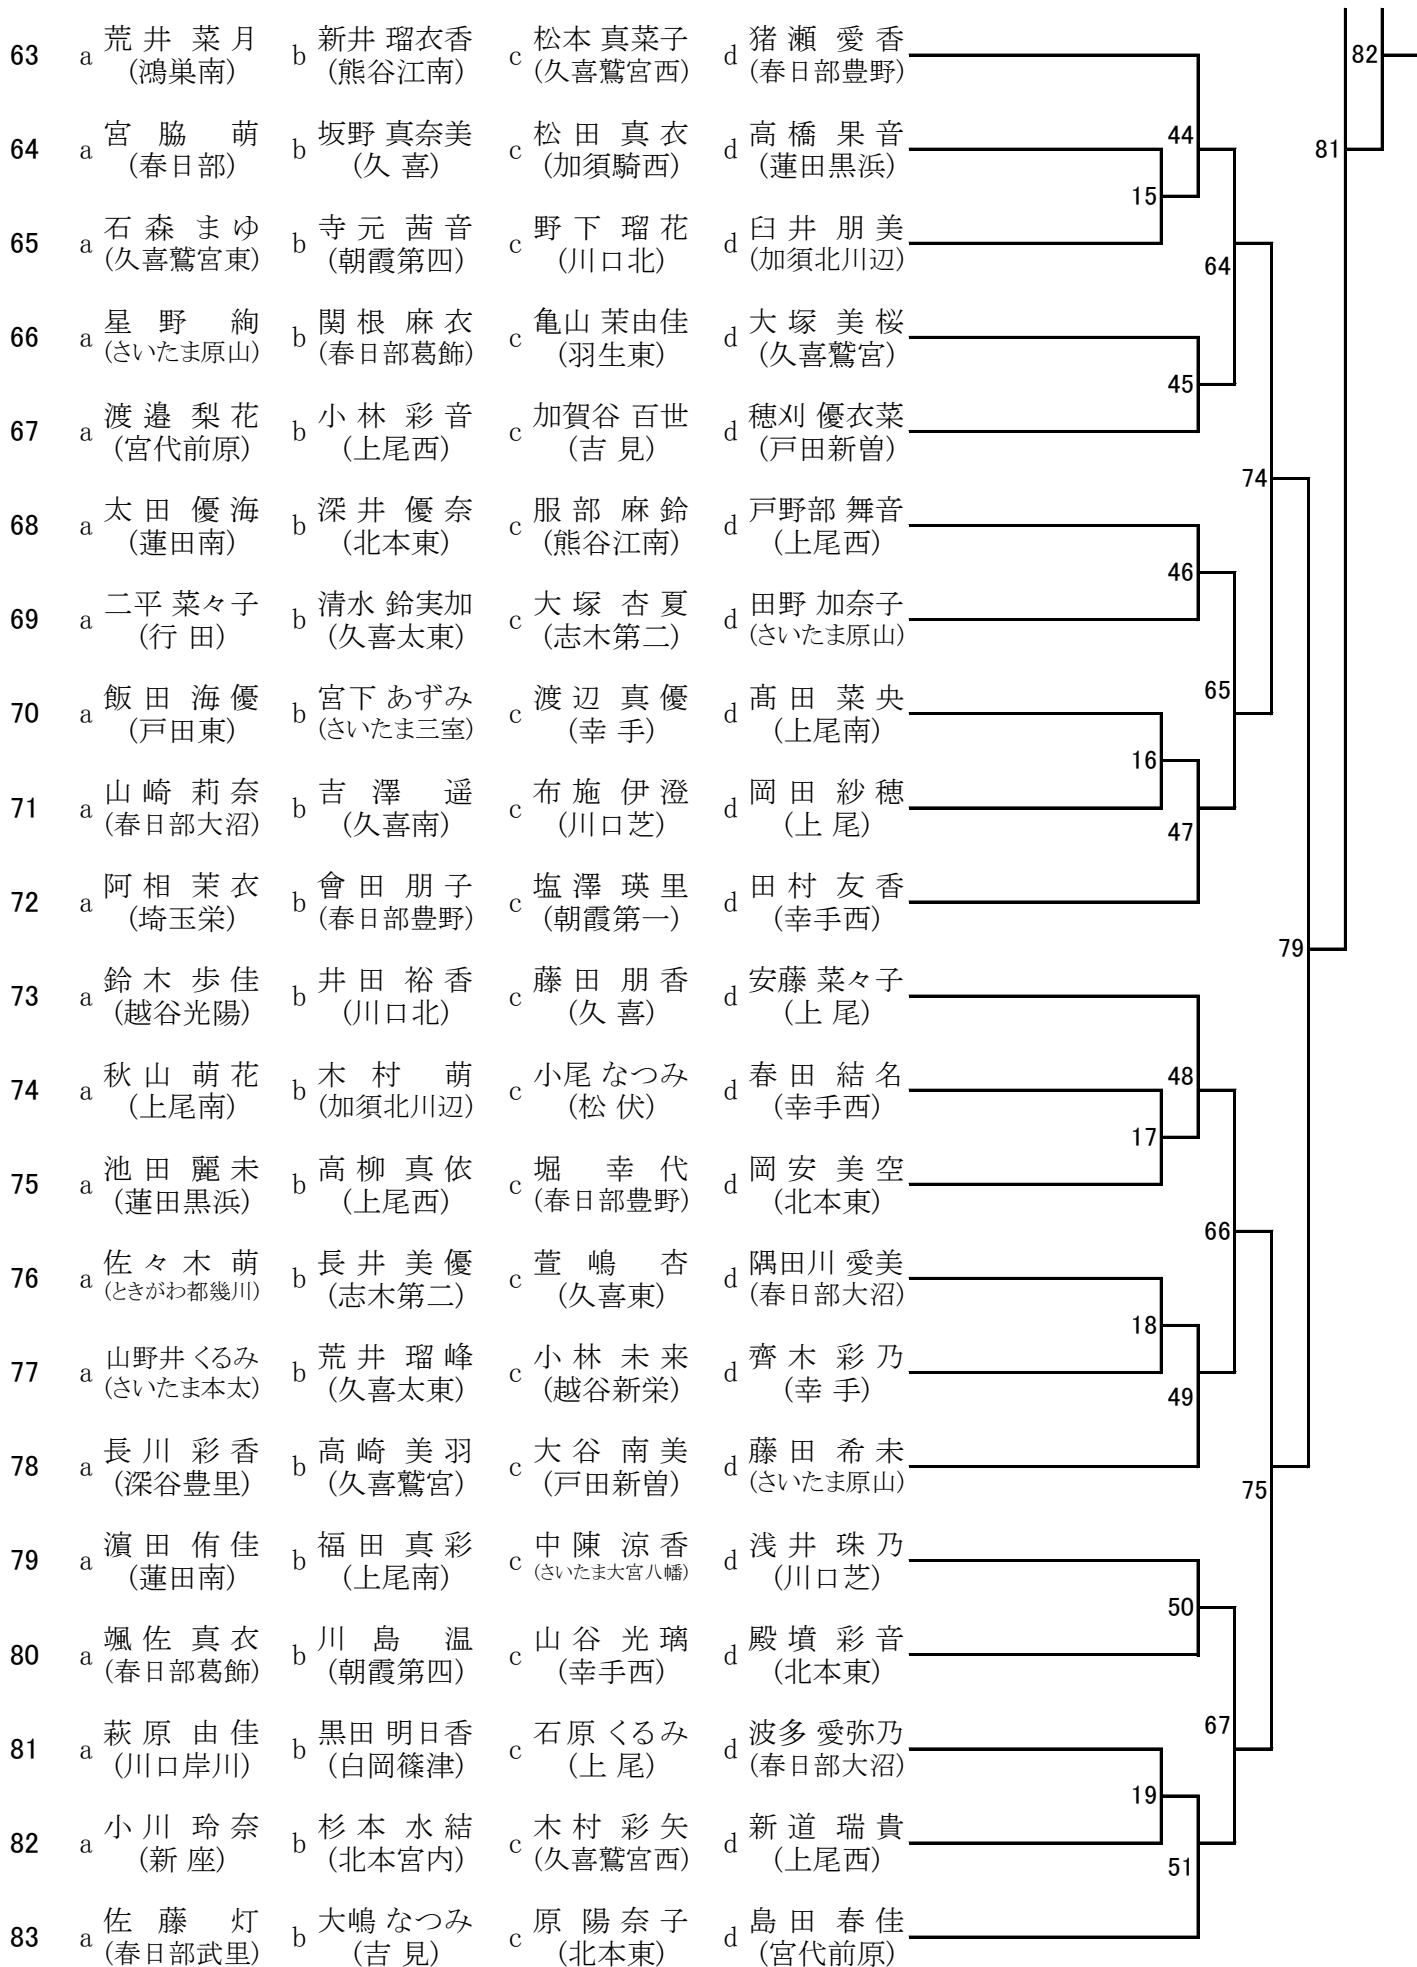 63 a 荒井 菜月 b 新井 瑠衣香 c 松本 真菜子 d 猪瀬 愛香 82
(鴻巣南) (熊谷江南) (久喜鷲宮西) (春日部豊野)
44
64 a 宮脇 萌 b 坂野 真奈美 c 松田 真衣 d 高橋 果音 81
(春日部) (久喜) (加須騎西) (蓮田黒浜)
15
65 a 石森 まゆ b 寺元 茜音 c 野下 瑠花 d 臼井 朋美
(久喜鷲宮東) (朝霞第四) (川口北) (加須北川辺)
64
66 a 星野 絢 b 関根 麻衣 c 亀山 茉由佳 d 大塚 美桜
(さいたま原山) (春日部葛飾) (羽生東) (久喜鷲宮)
45
67 a 渡邉 梨花 b 小林 彩音 c 加賀谷 百世 d 穂刈 優衣菜
(宮代前原) (上尾西) (吉見) (戸田新曽)
74
68 a 太田 優海 b 深井 優奈 c 服部 麻鈴 d 戸野部 舞音
(蓮田南) (北本東) (熊谷江南) (上尾西)
46
69 a 二平 菜々子 b 清水 鈴実加 c 大塚 杏夏 d 田野 加奈子
(行田) (久喜太東) (志木第二) (さいたま原山)
65
70 a 飯田 海優 b 宮下 あずみ c 渡辺 真優 d 髙田 菜央
(戸田東) (さいたま三室) (幸手) (上尾南)
16
71 a 山崎 莉奈 b 吉澤 遥 c 布施 伊澄 d 岡田 紗穂
(春日部大沼) (久喜南) (川口芝) (上尾)
47
72 a 阿相 茉衣 b 會田 朋子 c 塩澤 瑛里 d 田村 友香
(埼玉栄) (春日部豊野) (朝霞第一) (幸手西)
79
73 a 鈴木 歩佳 b 井田 裕香 c 藤田 朋香 d 安藤 菜々子
(越谷光陽) (川口北) (久喜) (上尾)
48
74 a 秋山 萌花 b 木村 萌 c 小尾 なつみ d 春田 結名
(上尾南) (加須北川辺) (松伏) (幸手西)
17
75 a 池田 麗未 b 高柳 真依 c 堀 幸代 d 岡安 美空
(蓮田黒浜) (上尾西) (春日部豊野) (北本東)
66
76 a 佐々木 萌 b 長井 美優 c 萱嶋 杏 d 隅田川 愛美
(ときがわ都幾川) (志木第二) (久喜東) (春日部大沼)
18
77 a 山野井 くるみ b 荒井 瑠峰 c 小林 未来 d 齊木 彩乃
(さいたま本太) (久喜太東) (越谷新栄) (幸手)
49
78 a 長川 彩香 b 高崎 美羽 c 大谷 南美 d 藤田 希未
(深谷豊里) (久喜鷲宮) (戸田新曽) (さいたま原山)
75
79 a 濵田 侑佳 b 福田 真彩 c 中陳 涼香 d 浅井 珠乃
(蓮田南) (上尾南) (さいたま大宮八幡) (川口芝)
50
80 a 颯佐 真衣 b 川島 温 c 山谷 光璃 d 殿墳 彩音
(春日部葛飾) (朝霞第四) (幸手西) (北本東)
67
81 a 萩原 由佳 b 黒田 明日香 c 石原 くるみ d 波多 愛弥乃
(川口岸川) (白岡篠津) (上尾) (春日部大沼)
19
82 a 小川 玲奈 b 杉本 水結 c 木村 彩矢 d 新道 瑞貴
(新座) (北本宮内) (久喜鷲宮西) (上尾西)
51
83 a 佐藤 灯 b 大嶋 なつみ c 原 陽奈子 d 島田 春佳
(春日部武里) (吉見) (北本東) (宮代前原)